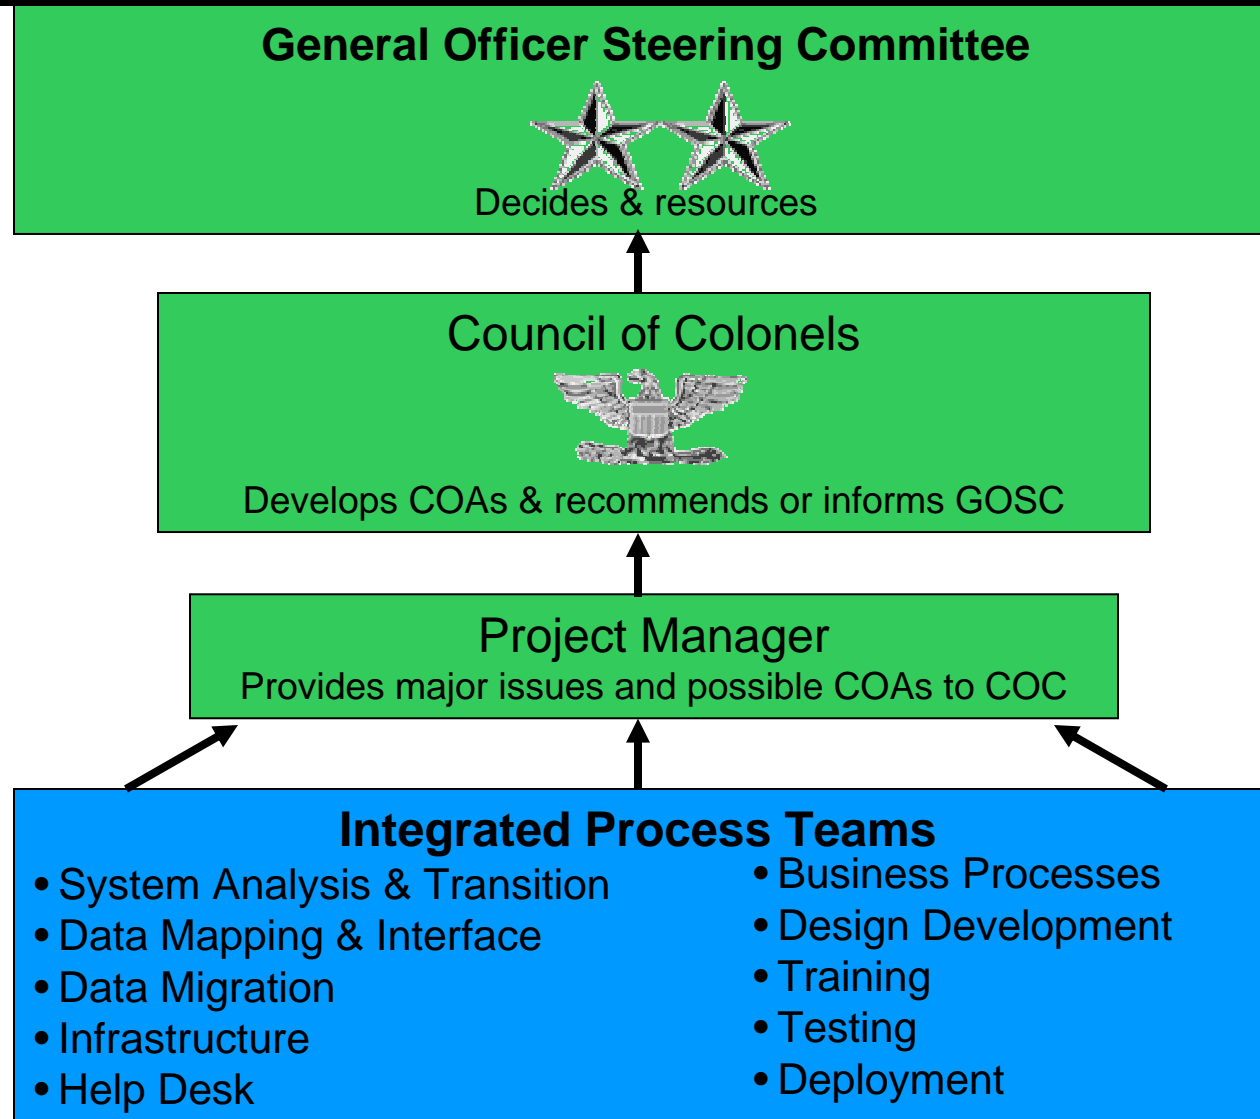 General Officer Steering Committee
Decides & resources
Council of Colonels
Develops COAs & recommends or informs GOSC
Project Manager
Provides major issues and possible COAs to COC
Integrated Process Teams
• System Analysis & Transition
• Data Mapping & Interface
• Data Migration
• Infrastructure
• Help Desk
• Business Processes
• Design Development
• Training
• Testing
• Deployment